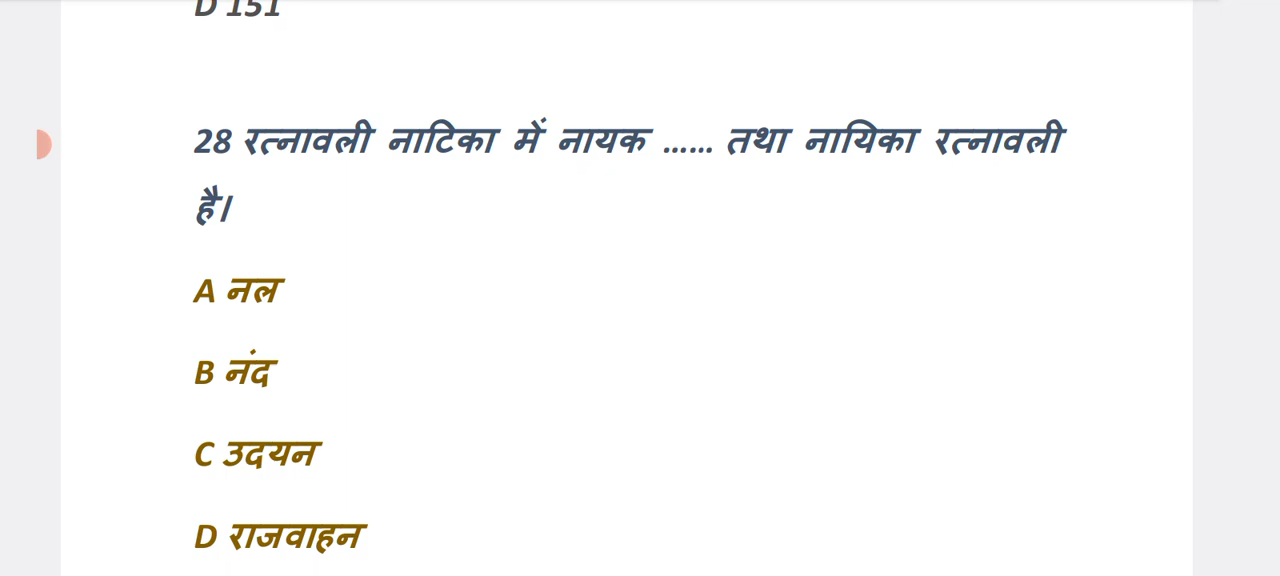 D 151
28 रत्नावली नाटिका में नायक ...... तथा नायिका रत्नावली
है।
A नल
B नंद
C उदयन
D राजवाहन